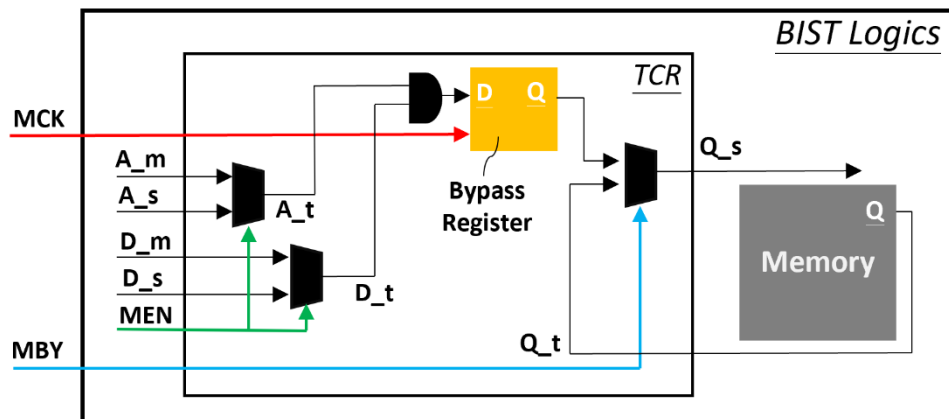 BIST Logics
TCR
D Q
MCK
A_m
A_s
A_t
Bypass
Register
Q_s
Q
Memory
D_m
D_s
D_t
MEN
Q_t
MBY